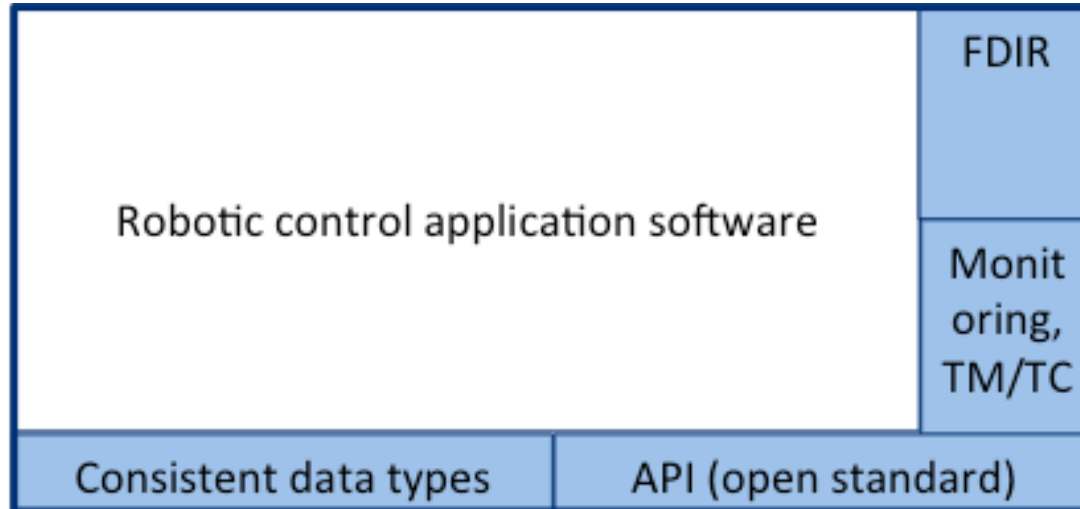 FDIR
Robotic control application software
Monit
oring,
TM/TC
Consistent data types
API (open standard)